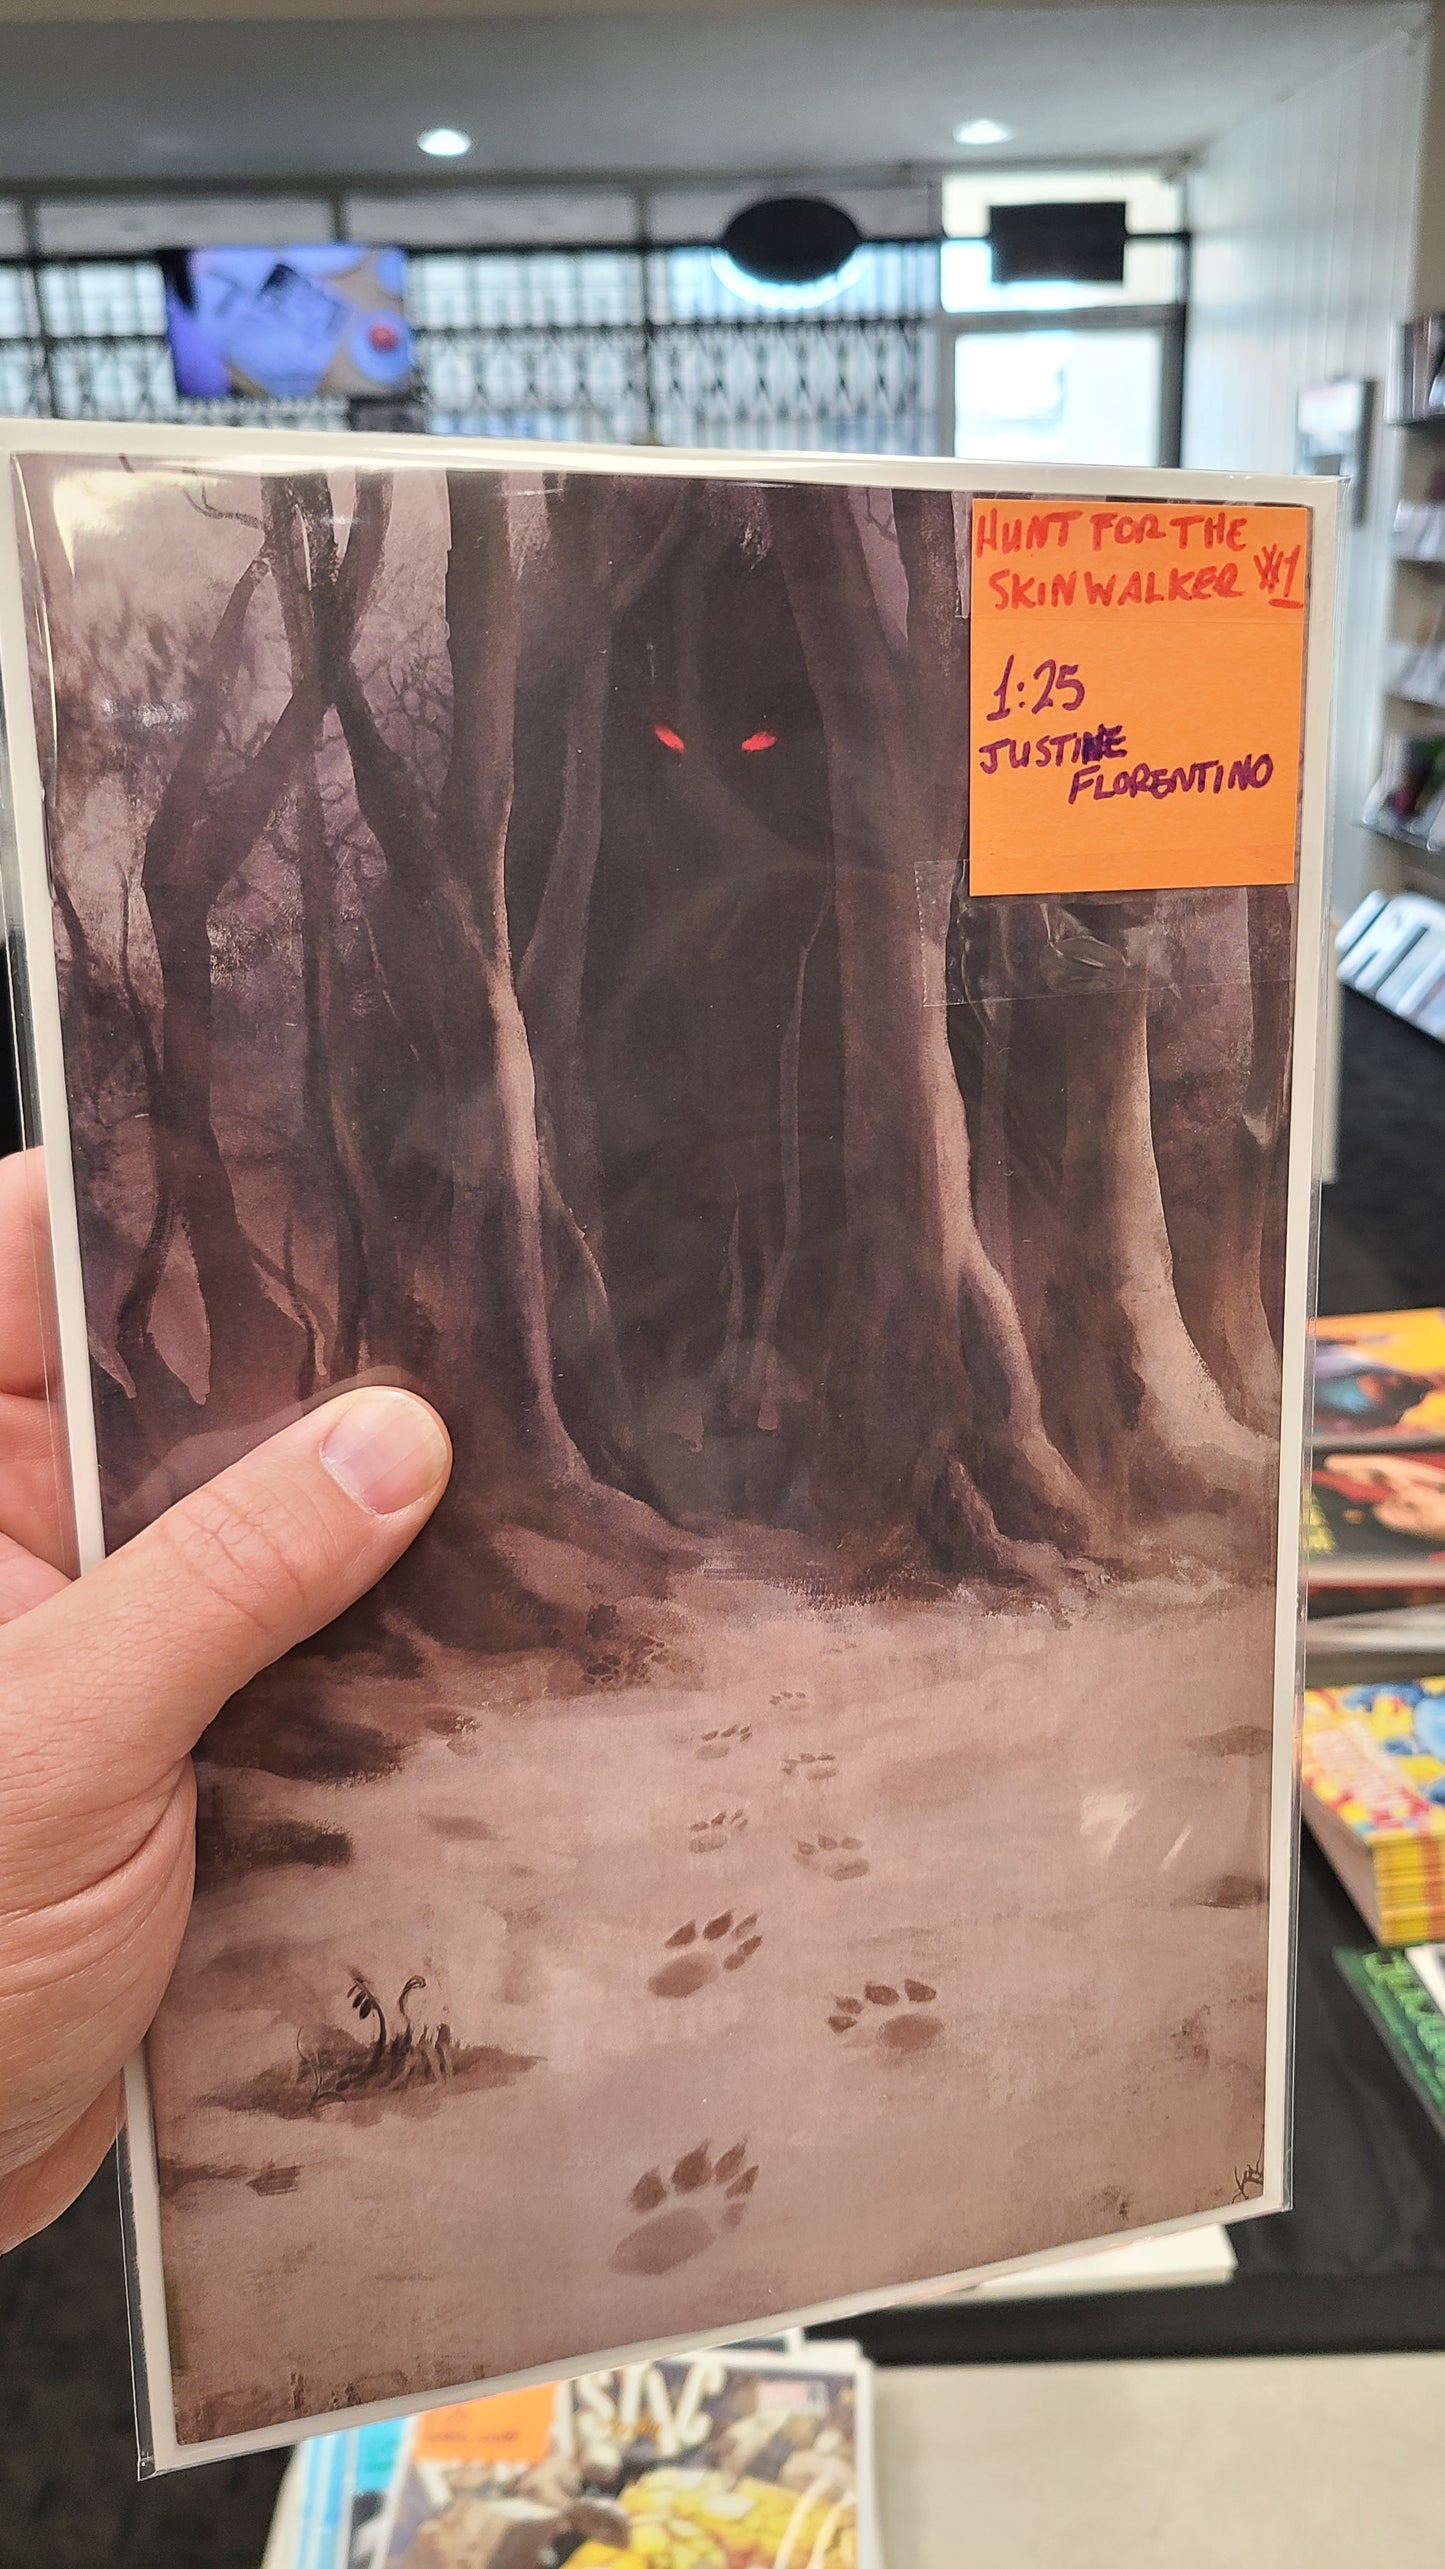 HUNT FOR THE
SKINWALKER #1
1:25
JUSTINE
FLORENTINO